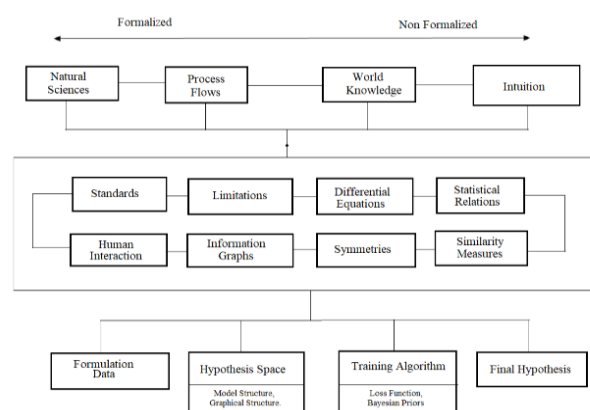 Formalized
Non Formalized
Natural
Sciences
Process
Flows
World
Knowledge
Intuition
Standards
Limitations
Differential
Equations
Statistical
Relations
Human
Interaction
Information
Graphs
Symmetries
Similarity
Measures
Formulation
Data
Hypothesis Space
Model Structure,
Graphical Structure.
Training Algorithm
Loss Function,
Bayesian Priors
Final Hypothesis